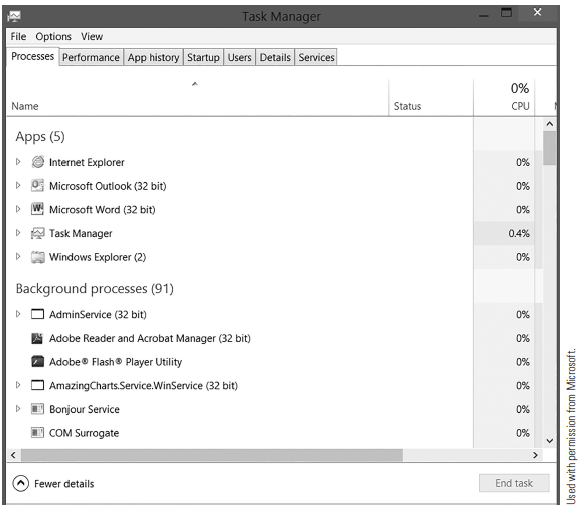 Task Manager
File Options View
Processes Performance App history Startup Users Details Services
0%
Name Status CPU
Apps (5)
Internet Explorer 0%
Microsoft Outlook (32 bit) 0%
Microsoft Word (32 bit) 0%
Task Manager 0.4%
Windows Explorer (2) 0%
Background processes (91)
AdminService (32 bit) 0%
Adobe Reader and Acrobat Manager (32 bit) 0%
Adobe® Flash® Player Utility 0%
AmazingCharts.Service.WinService (32 bit) 0%
Bonjour Service 0%
COM Surrogate 0%
Fewer details End task
Used with permission from Microsoft.